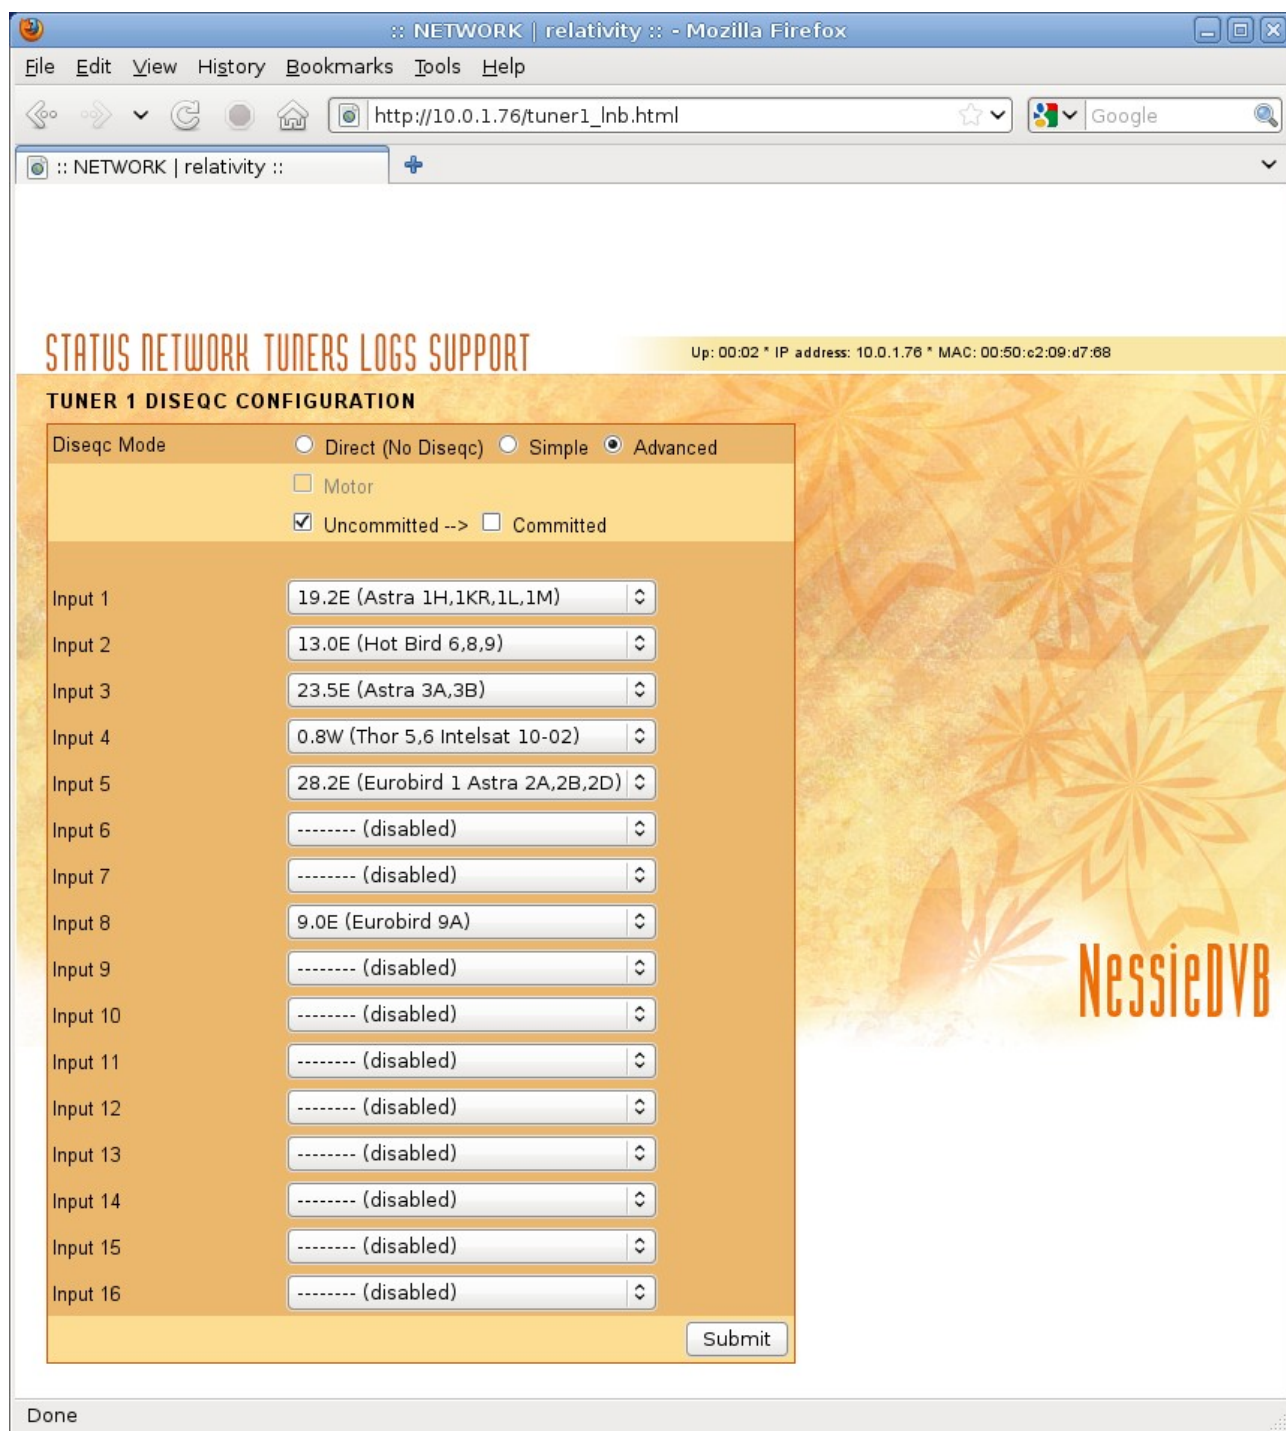 :: NETWORK | relativity :: - Mozilla Firefox
File Edit View History Bookmarks Tools Help
http://10.0.1.76/tuner1_lnb.html Google
:: NETWORK | relativity ::
STATUS NETWORK TUNERS LOGS SUPPORT
Up: 00:02 * IP address: 10.0.1.76 * MAC: 00:50:c2:09:d7:68
TUNER 1 DISEQC CONFIGURATION
Diseqc Mode Direct (No Diseqc) Simple Advanced
Motor
Uncommitted --> Committed
Input 1 19.2E (Astra 1H,1KR,1L,1M)
Input 2 13.0E (Hot Bird 6,8,9)
Input 3 23.5E (Astra 3A,3B)
Input 4 0.8W (Thor 5,6 Intelsat 10-02)
Input 5 28.2E (Eurobird 1 Astra 2A,2B,2D)
Input 6 -------- (disabled)
Input 7 -------- (disabled)
Input 8 9.0E (Eurobird 9A)
Input 9 -------- (disabled)
Input 10 -------- (disabled)
Input 11 -------- (disabled)
Input 12 -------- (disabled)
Input 13 -------- (disabled)
Input 14 -------- (disabled)
Input 15 -------- (disabled)
Input 16 -------- (disabled)
Submit
NessieDVB
Done